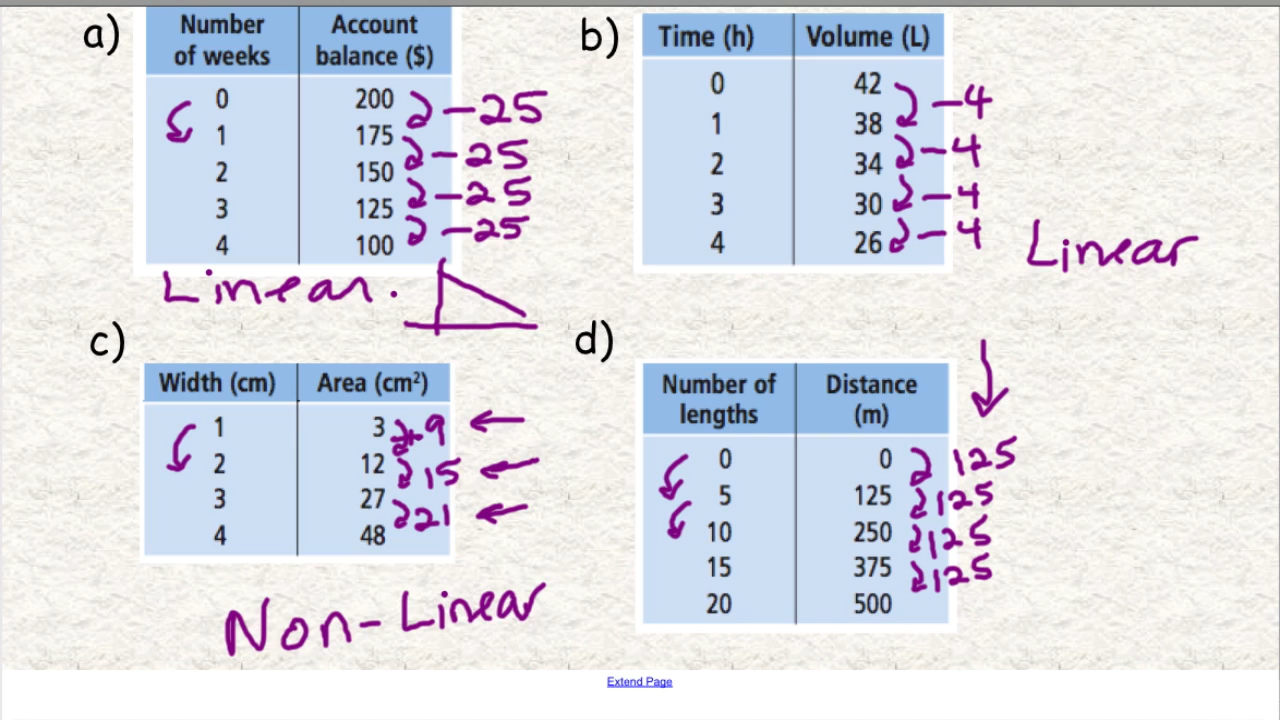 a)
Number of weeks | Account balance ($)
0 | 200 | -25
1 | 175 | -25
2 | 150 | -25
3 | 125 | -25
4 | 100
Linear.
b)
Time (h) | Volume (L)
0 | 42 | -4
1 | 38 | -4
2 | 34 | -4
3 | 30 | -4
4 | 26
Linear
c)
Width (cm) | Area (cm²)
1 | 3 | +9
2 | 12 | 15
3 | 27 | 21
4 | 48
Non-Linear
d)
Number of lengths | Distance (m)
0 | 0 | 125
5 | 125 | 125
10 | 250 | 125
15 | 375 | 125
20 | 500
Extend Page